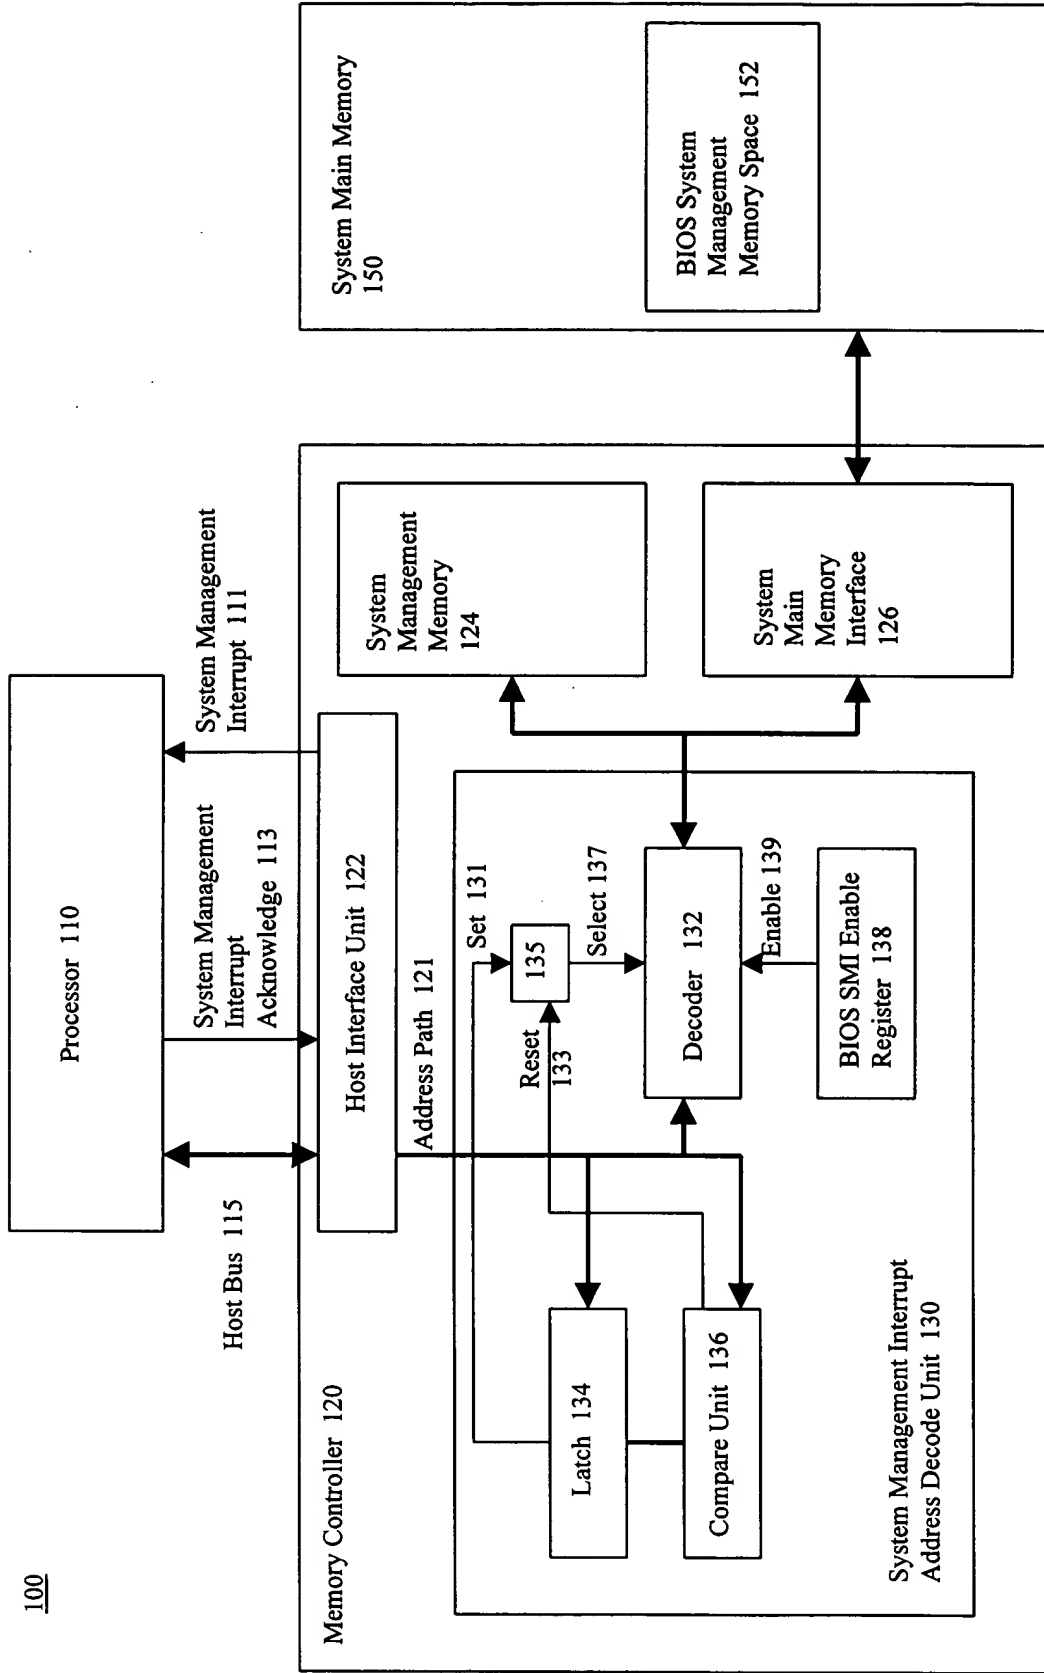 100
Processor 110
Host Bus 115
System Management
Interrupt
Acknowledge 113
System Management
Interrupt 111
Memory Controller 120
Host Interface Unit 122
Address Path 121
Set 131
Reset
133
135
Select 137
Latch 134
Compare Unit 136
Decoder 132
Enable 139
BIOS SMI Enable
Register 138
System Management Interrupt
Address Decode Unit 130
System
Management
Memory
124
System
Main
Memory
Interface
126
System Main Memory
150
BIOS System
Management
Memory Space 152